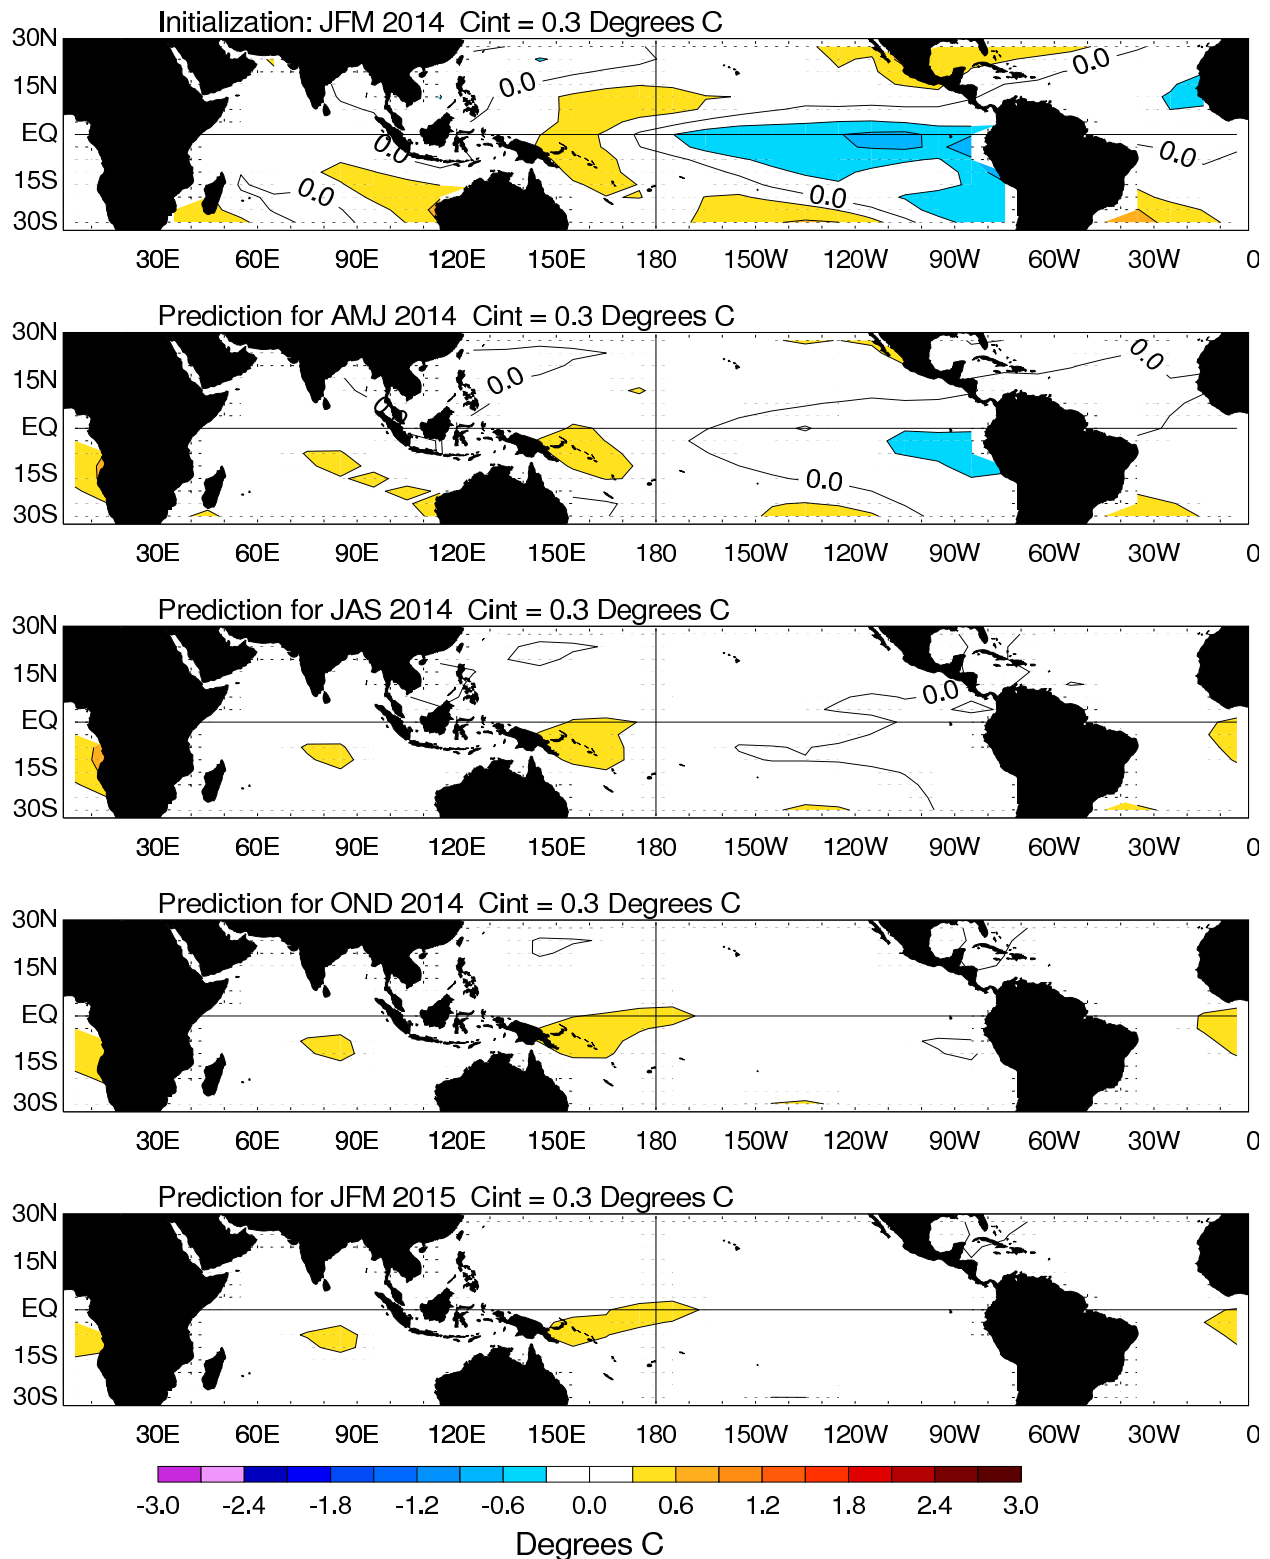 Initialization: JFM 2014  Cint = 0.3 Degrees C
30N
15N
EQ
15S
30S
0.0
0.0
0.0
0.0
0.0
0.0
30E 60E 90E 120E 150E 180 150W 120W 90W 60W 30W 0
Prediction for AMJ 2014  Cint = 0.3 Degrees C
30N
15N
EQ
15S
30S
0.0
0.0
0.0
0.0
30E 60E 90E 120E 150E 180 150W 120W 90W 60W 30W 0
Prediction for JAS 2014  Cint = 0.3 Degrees C
30N
15N
EQ
15S
30S
0.0
30E 60E 90E 120E 150E 180 150W 120W 90W 60W 30W 0
Prediction for OND 2014  Cint = 0.3 Degrees C
30N
15N
EQ
15S
30S
30E 60E 90E 120E 150E 180 150W 120W 90W 60W 30W 0
Prediction for JFM 2015  Cint = 0.3 Degrees C
30N
15N
EQ
15S
30S
30E 60E 90E 120E 150E 180 150W 120W 90W 60W 30W 0
-3.0 -2.4 -1.8 -1.2 -0.6 0.0 0.6 1.2 1.8 2.4 3.0
Degrees C